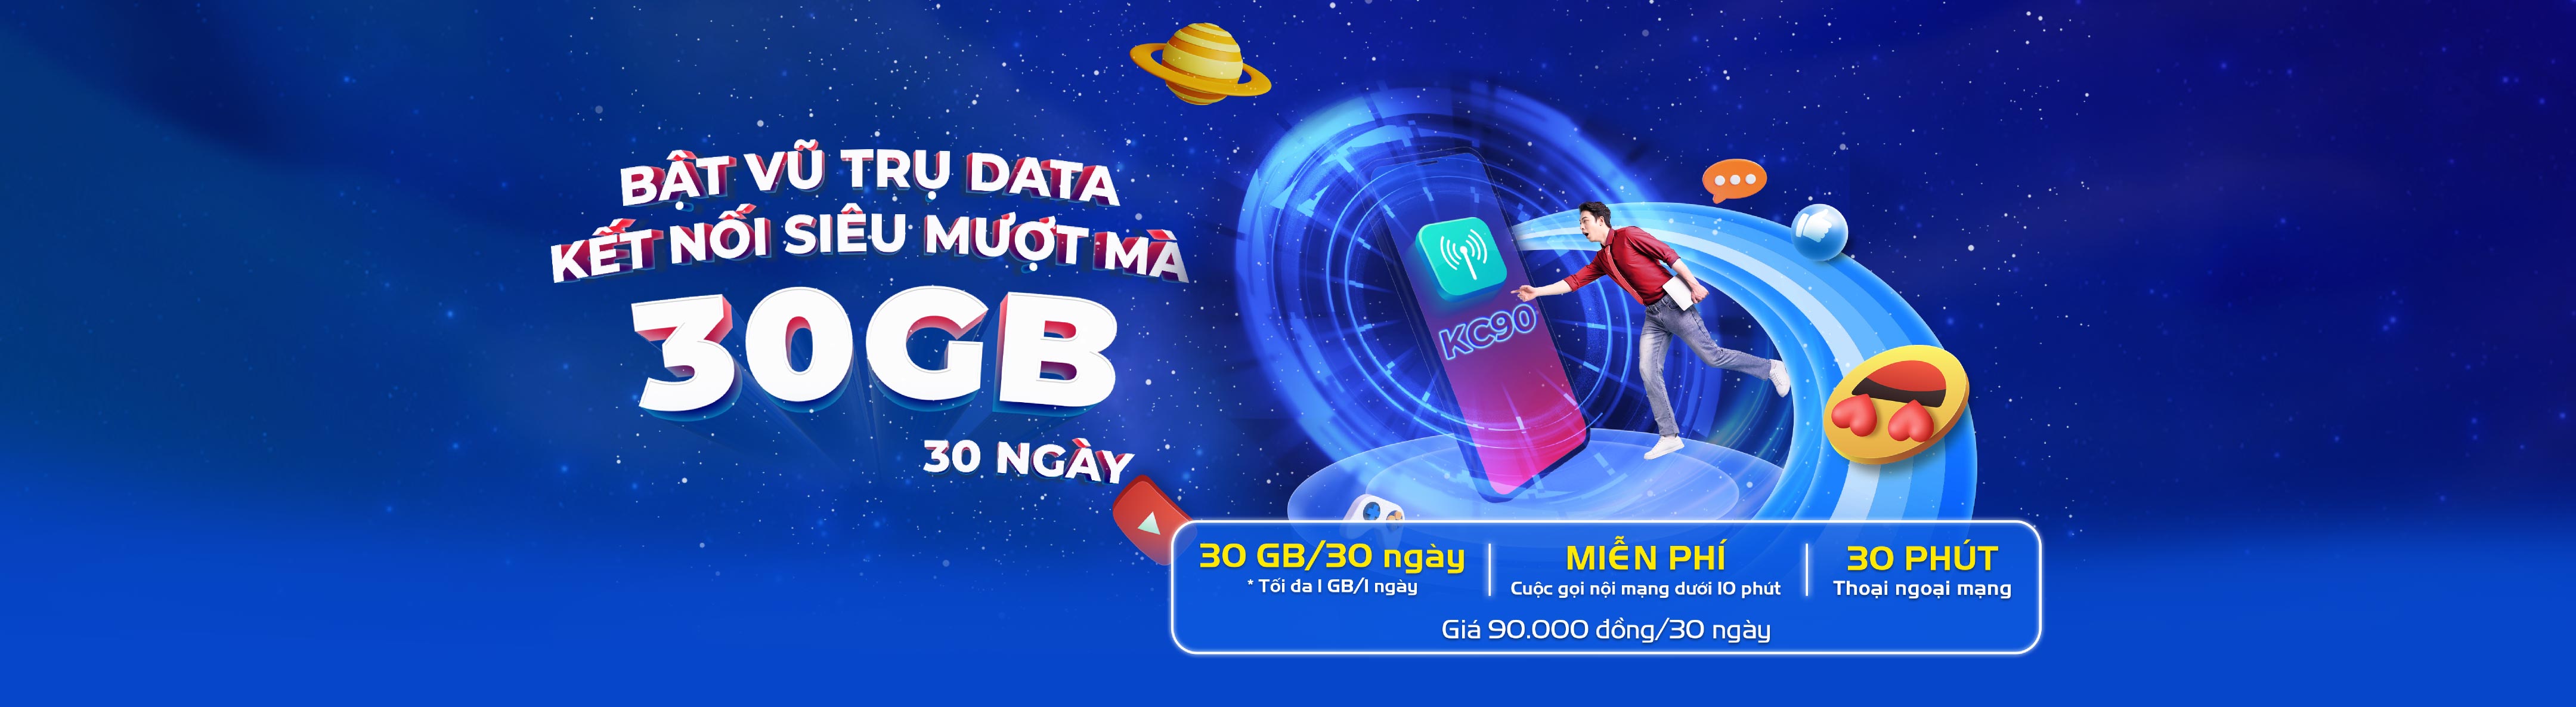 BẬT VŨ TRỤ DATA
KẾT NỐI SIÊU MƯỢT MÀ
30GB
30 NGÀY
KC90
30 GB/30 ngày
* Tối đa 1 GB/1 ngày
MIỄN PHÍ
Cuộc gọi nội mạng dưới 10 phút
30 PHÚT
Thoại ngoại mạng
Giá 90.000 đồng/30 ngày